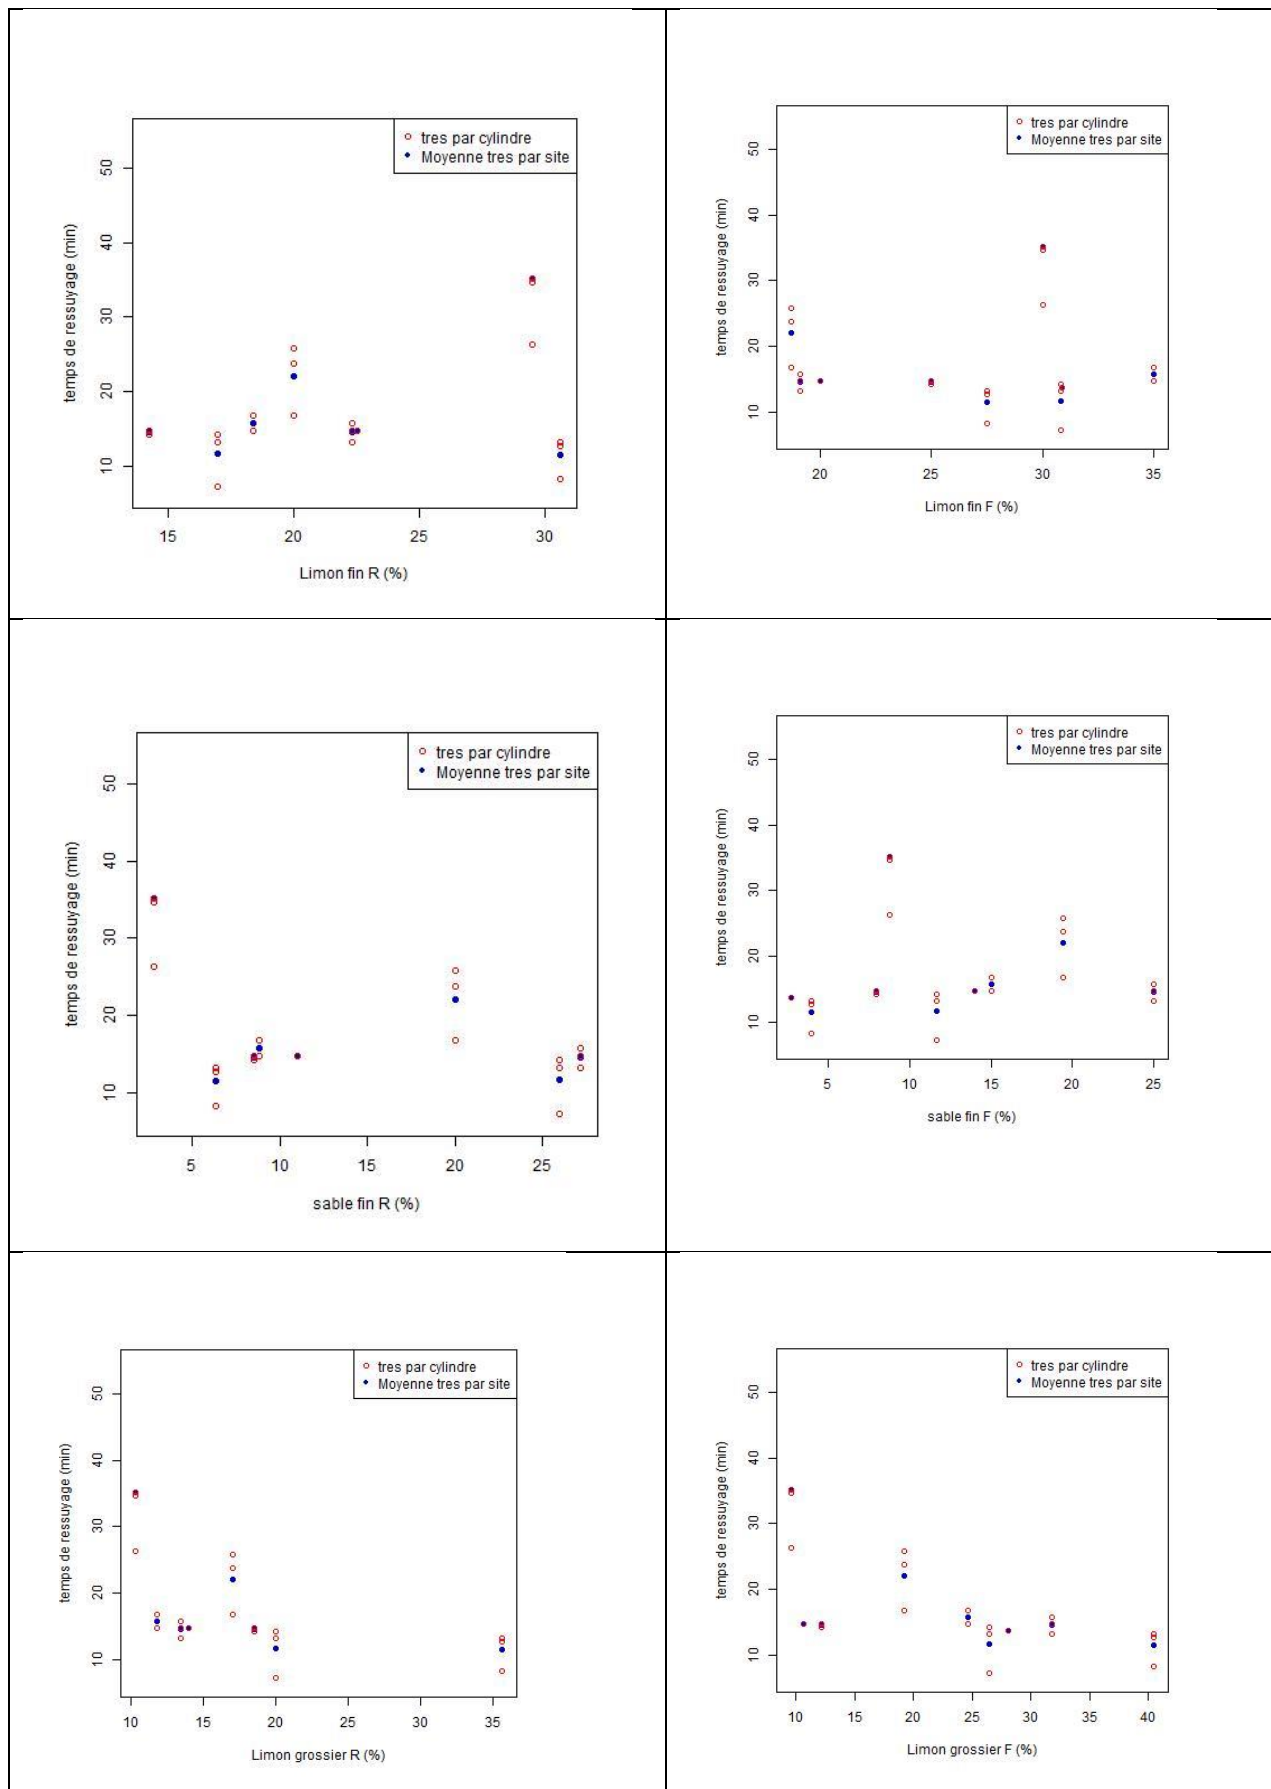 tres par cylindre
Moyenne tres par site
temps de ressuyage (min)
50
40
30
20
10
15 20 25 30
Limon fin R (%)
tres par cylindre
Moyenne tres par site
temps de ressuyage (min)
50
40
30
20
10
20 25 30 35
Limon fin F (%)
tres par cylindre
Moyenne tres par site
temps de ressuyage (min)
50
40
30
20
10
5 10 15 20 25
sable fin R (%)
tres par cylindre
Moyenne tres par site
temps de ressuyage (min)
50
40
30
20
10
5 10 15 20 25
sable fin F (%)
tres par cylindre
Moyenne tres par site
temps de ressuyage (min)
50
40
30
20
10
10 15 20 25 30 35
Limon grossier R (%)
tres par cylindre
Moyenne tres par site
temps de ressuyage (min)
50
40
30
20
10
10 15 20 25 30 35 40
Limon grossier F (%)